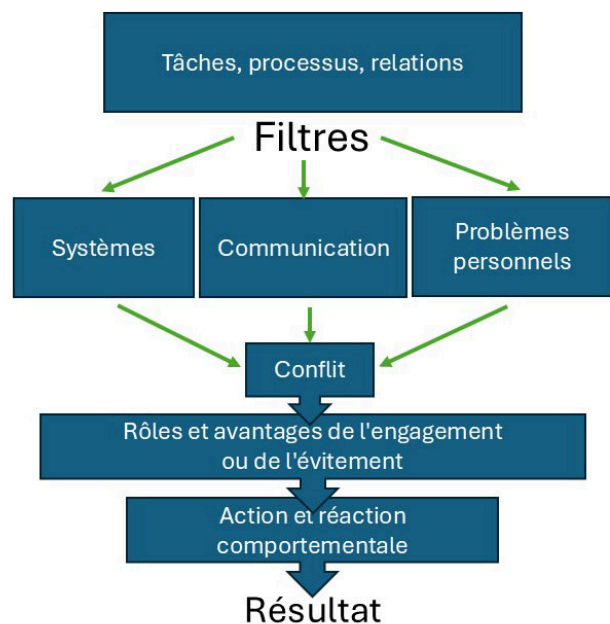 Tâches, processus, relations
Filtres
Systèmes
Communication
Problèmes
personnels
Conflit
Rôles et avantages de l'engagement
ou de l'évitement
Action et réaction
comportementale
Résultat